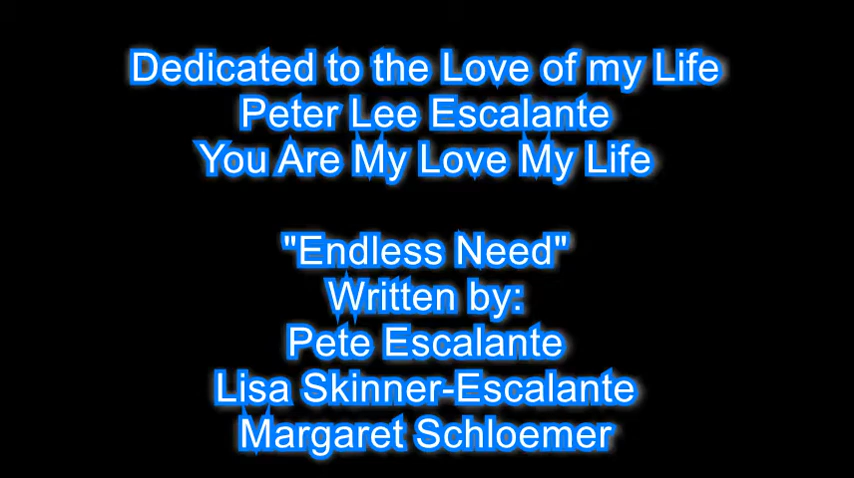 Dedicated to the Love of my Life
Peter Lee Escalante
You Are My Love My Life
"Endless Need"
Written by:
Pete Escalante
Lisa Skinner-Escalante
Margaret Schloemer